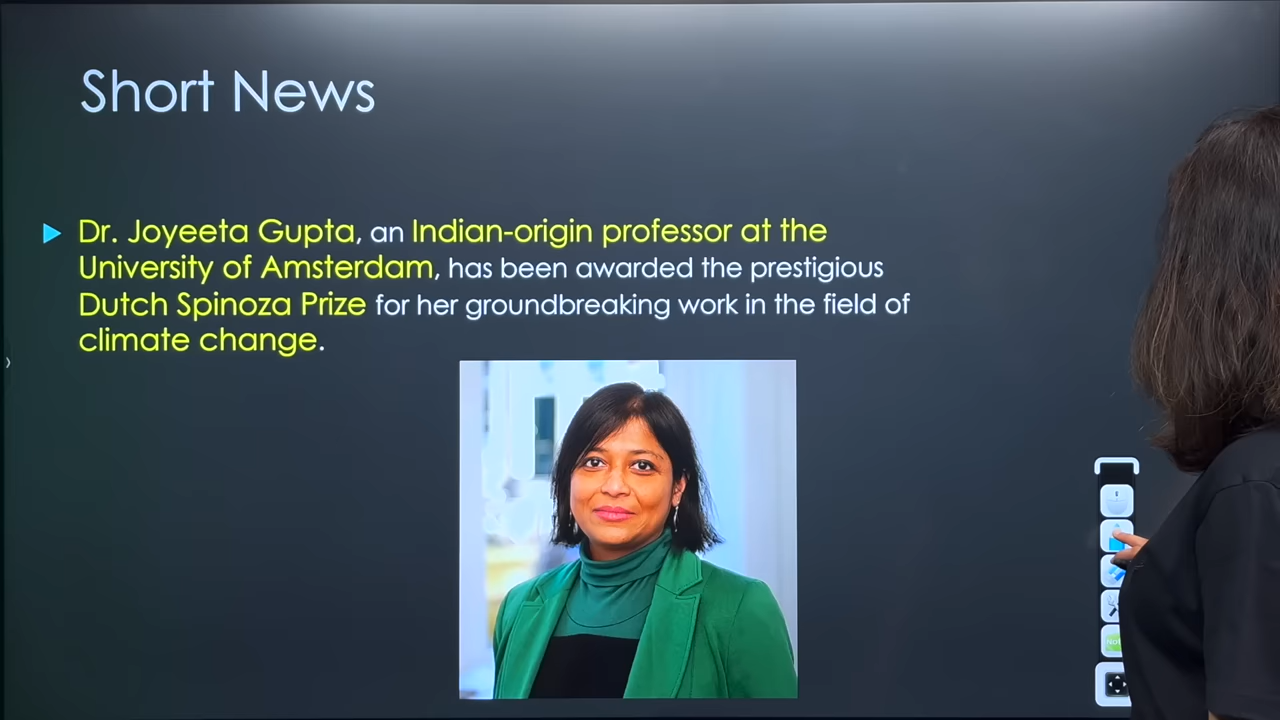 Short News
Dr. Joyeeta Gupta, an Indian-origin professor at the
University of Amsterdam, has been awarded the prestigious
Dutch Spinoza Prize for her groundbreaking work in the field of
climate change.